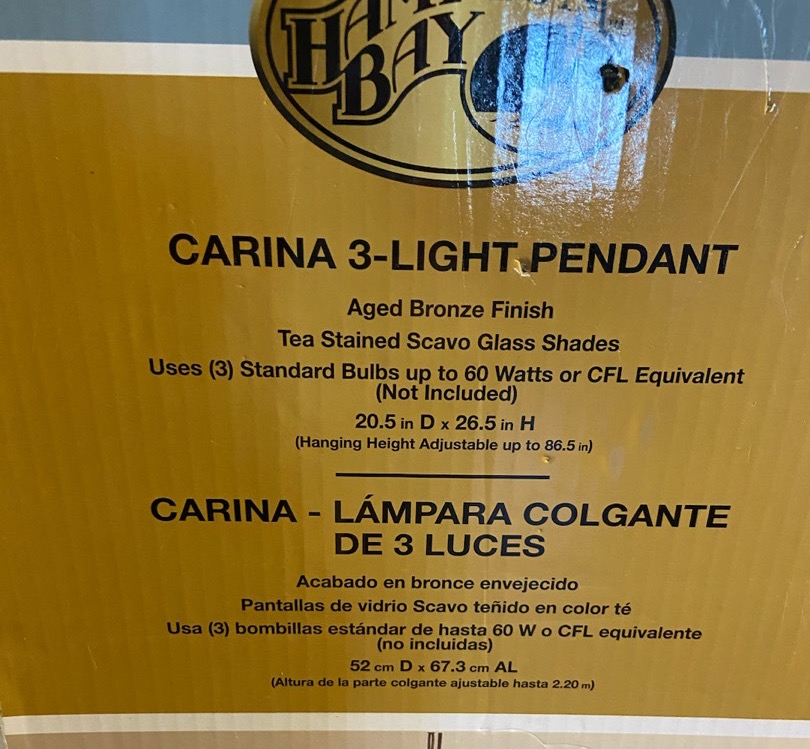 HAMPTON
BAY
CARINA 3-LIGHT PENDANT
Aged Bronze Finish
Tea Stained Scavo Glass Shades
Uses (3) Standard Bulbs up to 60 Watts or CFL Equivalent
(Not Included)
20.5 in D x 26.5 in H
(Hanging Height Adjustable up to 86.5 in)
CARINA - LÁMPARA COLGANTE
DE 3 LUCES
Acabado en bronce envejecido
Pantallas de vidrio Scavo teñido en color té
Usa (3) bombillas estándar de hasta 60 W o CFL equivalente
(no incluidas)
52 cm D x 67.3 cm AL
(Altura de la parte colgante ajustable hasta 2.20 m)